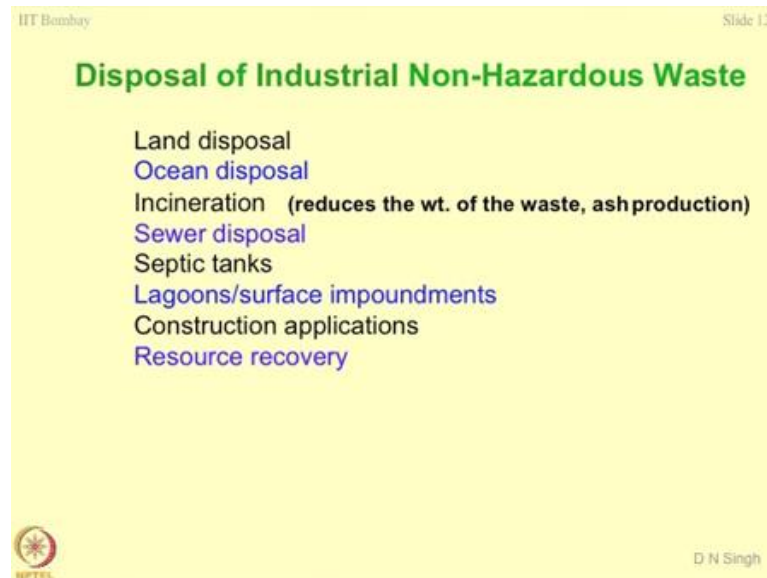 IIT Bombay
Slide 12
Disposal of Industrial Non-Hazardous Waste
Land disposal
Ocean disposal
Incineration (reduces the wt. of the waste, ash production)
Sewer disposal
Septic tanks
Lagoons/surface impoundments
Construction applications
Resource recovery
NPTEL
D N Singh